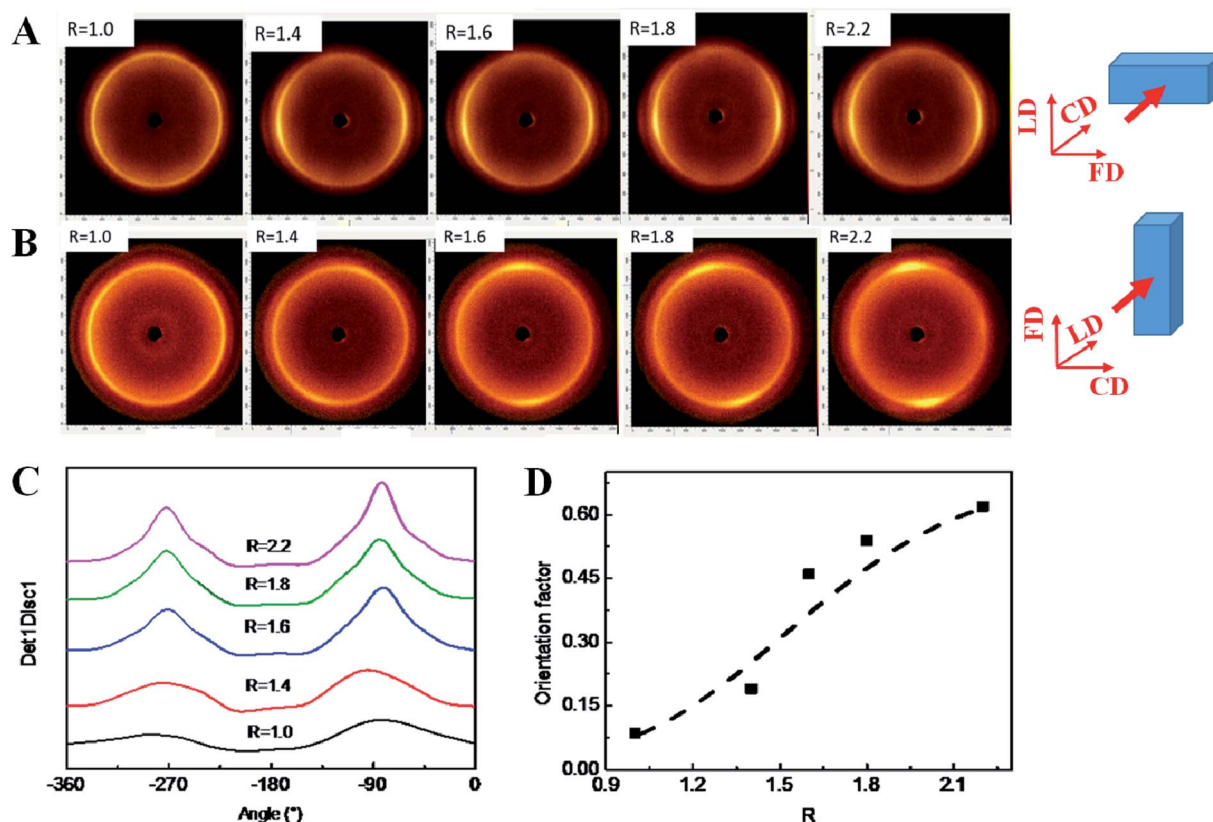 A
R=1.0
R=1.4
R=1.6
R=1.8
R=2.2
LD
CD
FD
B
R=1.0
R=1.4
R=1.6
R=1.8
R=2.2
FD
LD
CD
C
Det1Disc1
R=2.2
R=1.8
R=1.6
R=1.4
R=1.0
-360
-270
-180
-90
0
Angle (°)
D
Orientation factor
0.60
0.45
0.30
0.15
0.00
0.9
1.2
1.5
1.8
2.1
R